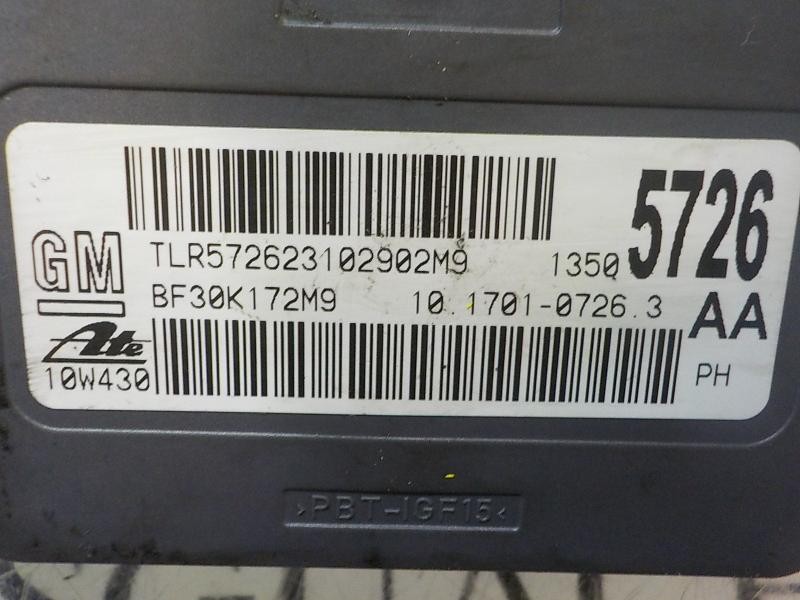 GM
TLR572623102902M9
1350 5726
BF30K172M9
10.1701-0726.3
AA
Ate
10W430
PH
>PBT-IGF15<